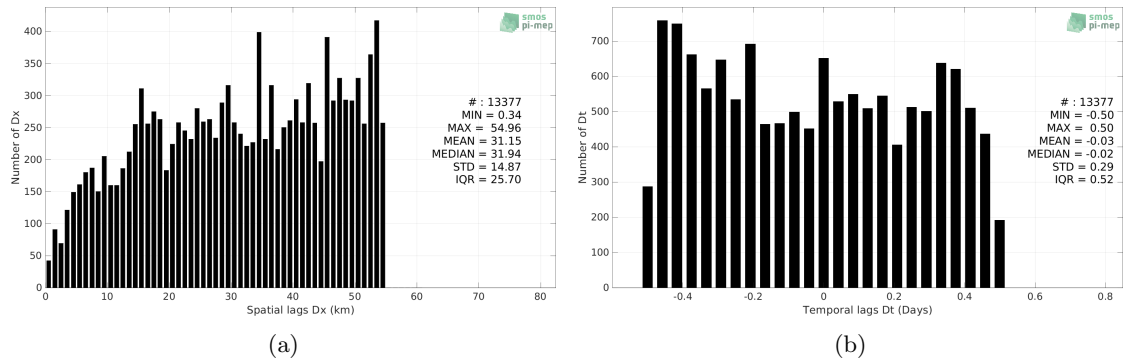 smos
pi-mep
400
350
300
250
200
150
100
50
0
Number of Dx
# : 13377
MIN = 0.34
MAX = 54.96
MEAN = 31.15
MEDIAN = 31.94
STD = 14.87
IQR = 25.70
0 10 20 30 40 50 60 70 80
Spatial lags Dx (km)
(a)
smos
pi-mep
700
600
500
400
300
200
100
0
Number of Dt
# : 13377
MIN = -0.50
MAX = 0.50
MEAN = -0.03
MEDIAN = -0.02
STD = 0.29
IQR = 0.52
-0.4 -0.2 0 0.2 0.4 0.6 0.8
Temporal lags Dt (Days)
(b)